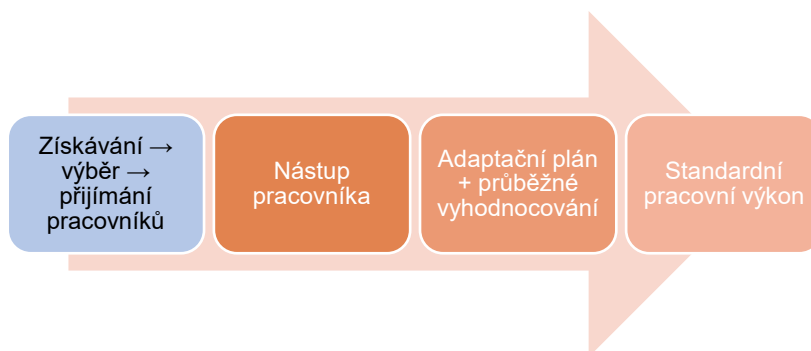 Získávání →
výběr →
přijímání
pracovníků
Nástup
pracovníka
Adaptační plán
+ průběžné
vyhodnocování
Standardní
pracovní výkon